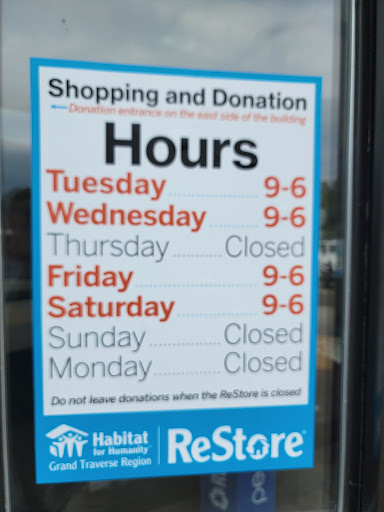 Shopping and Donation
←Donation entrance on the east side of the building
Hours
Tuesday.............. 9-6
Wednesday........ 9-6
Thursday.......... Closed
Friday.................. 9-6
Saturday............. 9-6
Sunday............. Closed
Monday............ Closed
Do not leave donations when the ReStore is closed
Habitat
for Humanity®
Grand Traverse Region
ReStore®